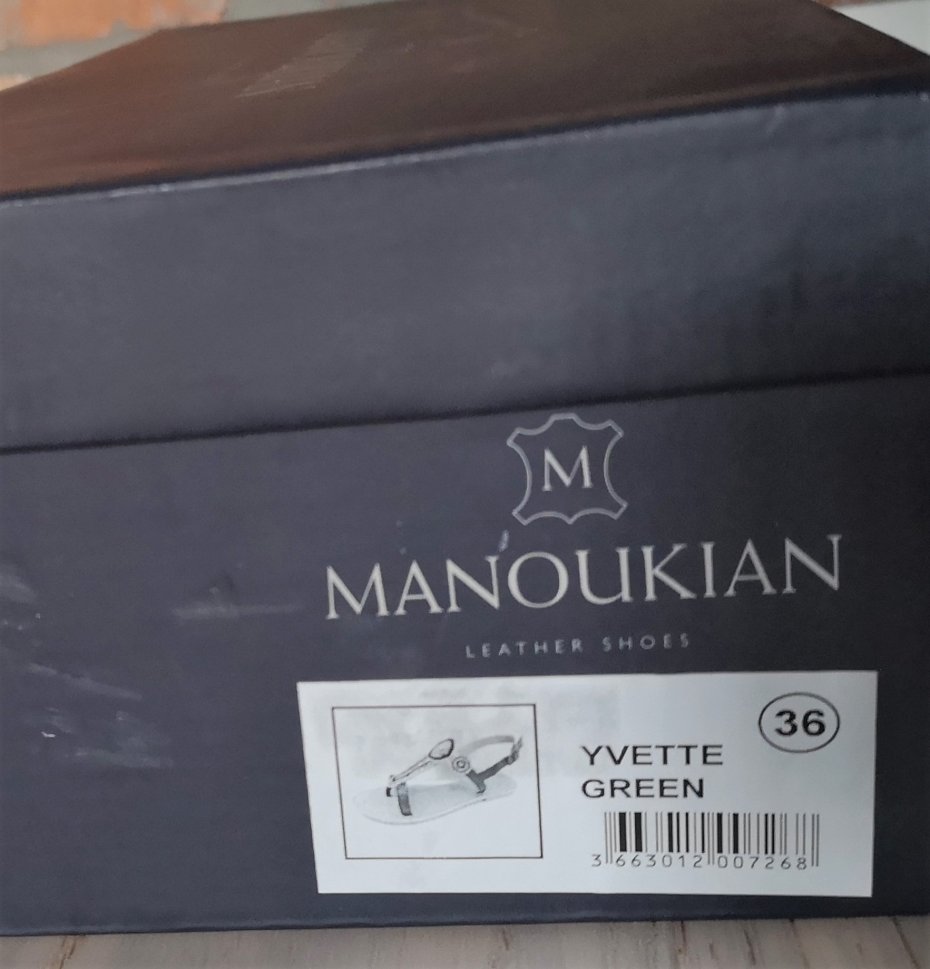 M
MANOUKIAN
LEATHER SHOES
36
YVETTE
GREEN
3 663012 007268